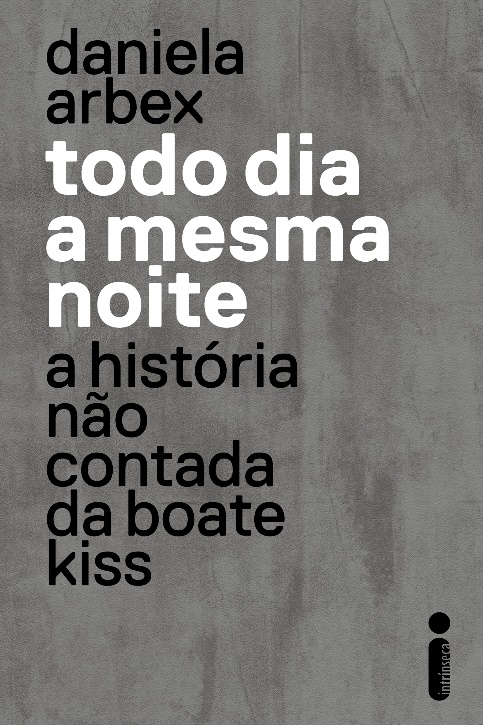 daniela
arbex
todo dia
a mesma
noite
a história
não
contada
da boate
kiss
intrínseca